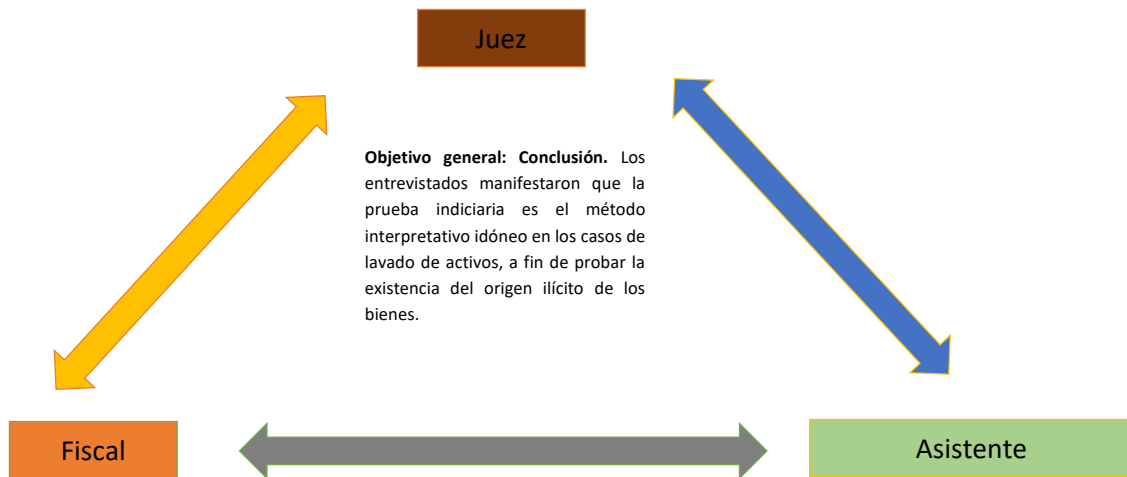 Juez
Objetivo general: Conclusión. Los
entrevistados manifestaron que la
prueba indiciaria es el método
interpretativo idóneo en los casos de
lavado de activos, a fin de probar la
existencia del origen ilícito de los
bienes.
Fiscal
Asistente